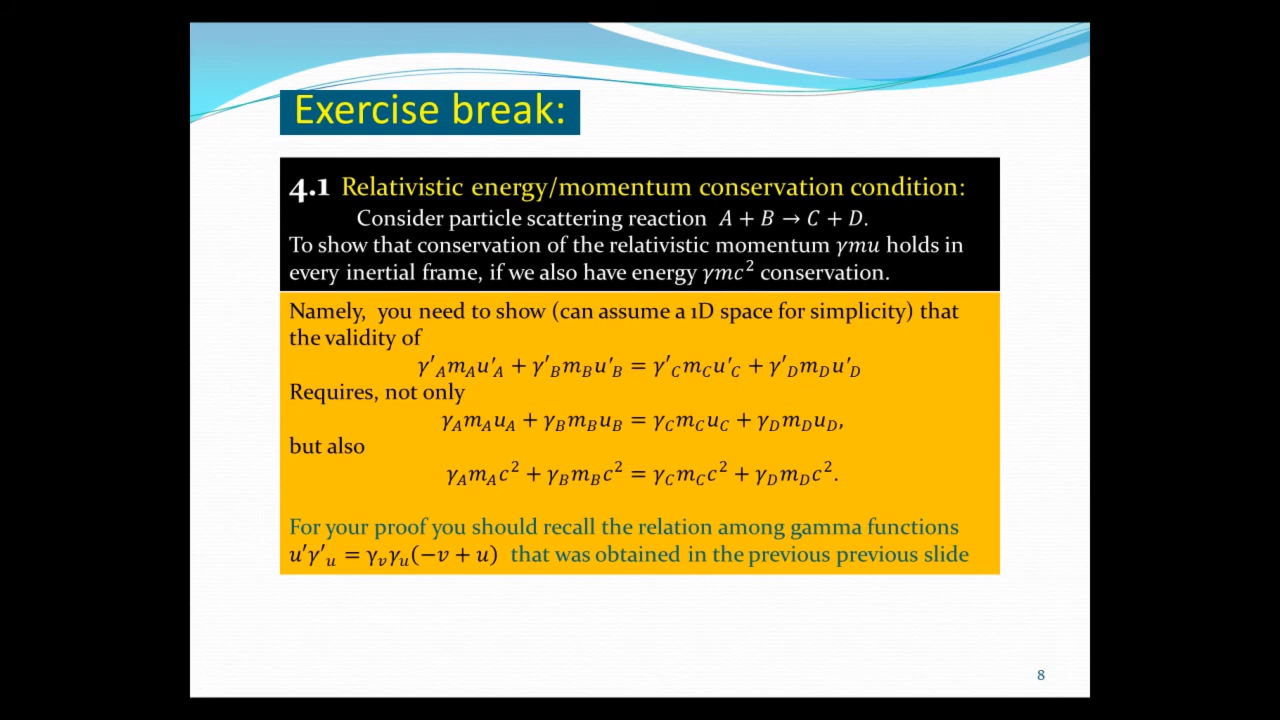 Exercise break:
4.1 Relativistic energy/momentum conservation condition:
Consider particle scattering reaction A + B → C + D.
To show that conservation of the relativistic momentum γmu holds in
every inertial frame, if we also have energy γmc² conservation.
Namely, you need to show (can assume a 1D space for simplicity) that
the validity of
γ′_A m_A u′_A + γ′_B m_B u′_B = γ′_C m_C u′_C + γ′_D m_D u′_D
Requires, not only
γ_A m_A u_A + γ_B m_B u_B = γ_C m_C u_C + γ_D m_D u_D,
but also
γ_A m_A c² + γ_B m_B c² = γ_C m_C c² + γ_D m_D c².
For your proof you should recall the relation among gamma functions
u′γ′_u = γ_v γ_u(−v + u) that was obtained in the previous previous slide
8